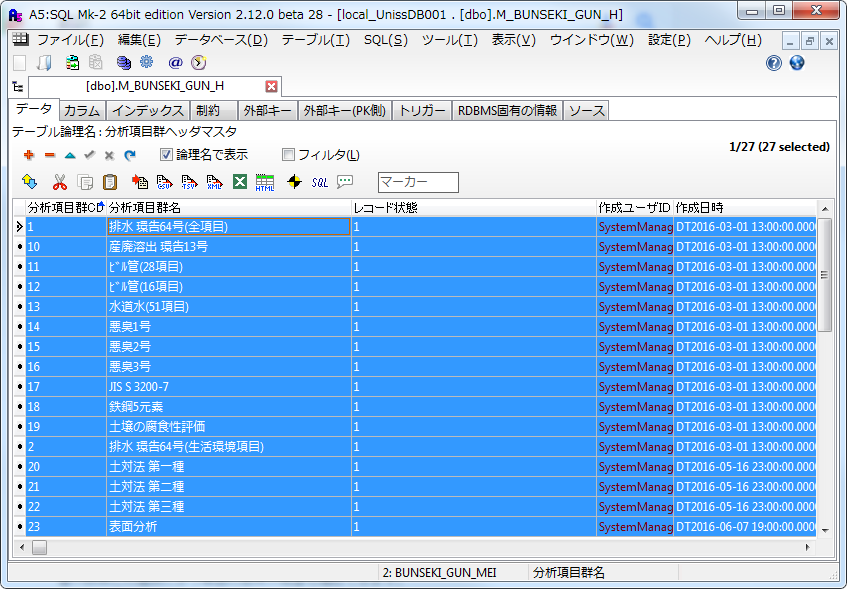 A5:SQL Mk-2 64bit edition Version 2.12.0 beta 28 - [local_UnissDB001 . [dbo].M_BUNSEKI_GUN_H]
ファイル(F) 編集(E) データベース(D) テーブル(T) SQL(S) ツール(T) 表示(V) ウインドウ(W) 設定(P) ヘルプ(H)
[dbo].M_BUNSEKI_GUN_H
データ カラム インデックス 制約 外部キー 外部キー(PK側) トリガー RDBMS固有の情報 ソース
テーブル論理名 : 分析項目群ヘッダマスタ
1/27 (27 selected)
論理名で表示 フィルタ(L)
CSV TSV XML HTML SQL マーカー
分析項目群CD 分析項目群名 レコード状態 作成ユーザID 作成日時
1 排水 環告64号(全項目) 1 SystemManag DT2016-03-01 13:00:00.000
10 産廃溶出 環告13号 1 SystemManag DT2016-03-01 13:00:00.000
11 ﾋﾞﾙ管(28項目) 1 SystemManag DT2016-03-01 13:00:00.000
12 ﾋﾞﾙ管(16項目) 1 SystemManag DT2016-03-01 13:00:00.000
13 水道水(51項目) 1 SystemManag DT2016-03-01 13:00:00.000
14 悪臭1号 1 SystemManag DT2016-03-01 13:00:00.000
15 悪臭2号 1 SystemManag DT2016-03-01 13:00:00.000
16 悪臭3号 1 SystemManag DT2016-03-01 13:00:00.000
17 JIS S 3200-7 1 SystemManag DT2016-03-01 13:00:00.000
18 鉄鋼5元素 1 SystemManag DT2016-03-01 13:00:00.000
19 土壌の腐食性評価 1 SystemManag DT2016-03-01 13:00:00.000
2 排水 環告64号(生活環境項目) 1 SystemManag DT2016-03-01 13:00:00.000
20 土対法 第一種 1 SystemManag DT2016-05-16 23:00:00.000
21 土対法 第二種 1 SystemManag DT2016-05-16 23:00:00.000
22 土対法 第三種 1 SystemManag DT2016-05-16 23:00:00.000
23 表面分析 1 SystemManag DT2016-06-07 19:00:00.000
2: BUNSEKI_GUN_MEI 分析項目群名